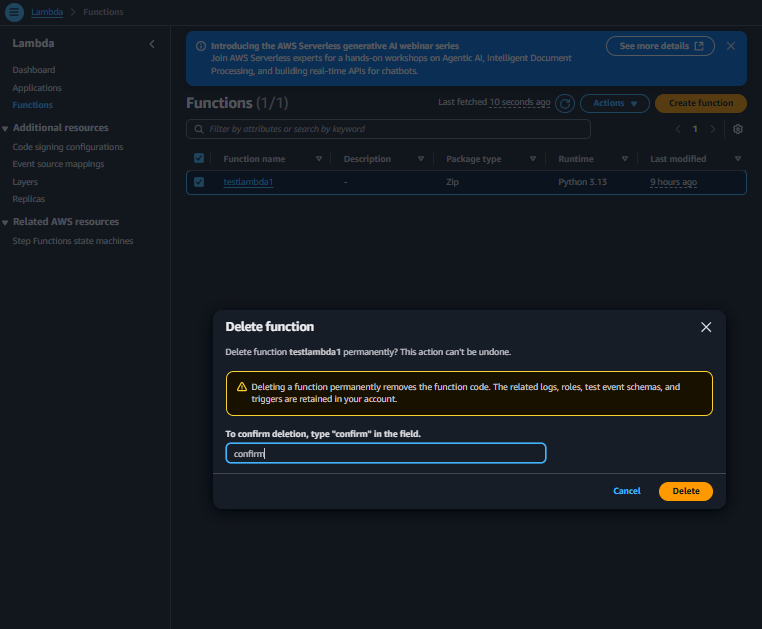 Lambda > Functions
Lambda
Dashboard
Applications
Functions
Additional resources
Code signing configurations
Event source mappings
Layers
Replicas
Related AWS resources
Step Functions state machines
Introducing the AWS Serverless generative AI webinar series
Join AWS Serverless experts for a hands-on workshops on Agentic AI, Intelligent Document
Processing, and building real-time APIs for chatbots.
See more details
Functions (1/1)
Last fetched 10 seconds ago
Actions
Create function
Filter by attributes or search by keyword
1
Function name Description Package type Runtime Last modified
testlambda1 - Zip Python 3.13 9 hours ago
Delete function
Delete function testlambda1 permanently? This action can't be undone.
Deleting a function permanently removes the function code. The related logs, roles, test event schemas, and
triggers are retained in your account.
To confirm deletion, type "confirm" in the field.
confirm
Cancel Delete